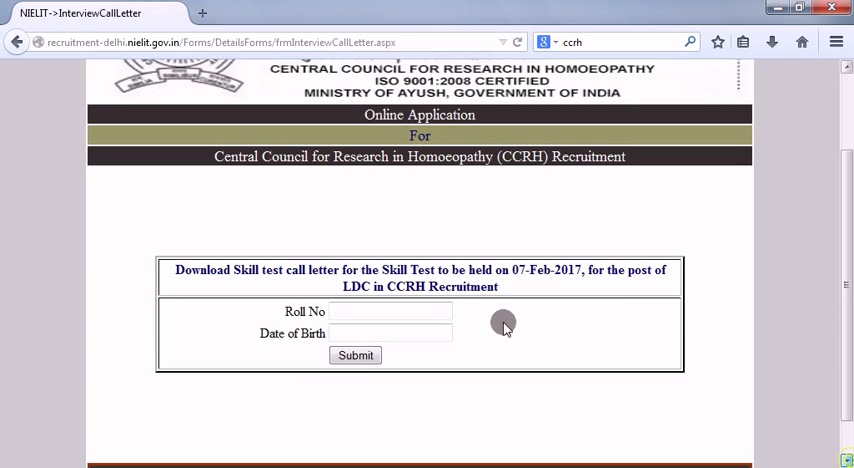 NIELIT->InterviewCallLetter
recruitment-delhi.nielit.gov.in/Forms/DetailsForms/frmInterviewCallLetter.aspx
ccrh
CENTRAL COUNCIL FOR RESEARCH IN HOMOEOPATHY
ISO 9001:2008 CERTIFIED
MINISTRY OF AYUSH, GOVERNMENT OF INDIA
Online Application
For
Central Council for Research in Homoeopathy (CCRH) Recruitment
Download Skill test call letter for the Skill Test to be held on 07-Feb-2017, for the post of
LDC in CCRH Recruitment
Roll No
Date of Birth
Submit